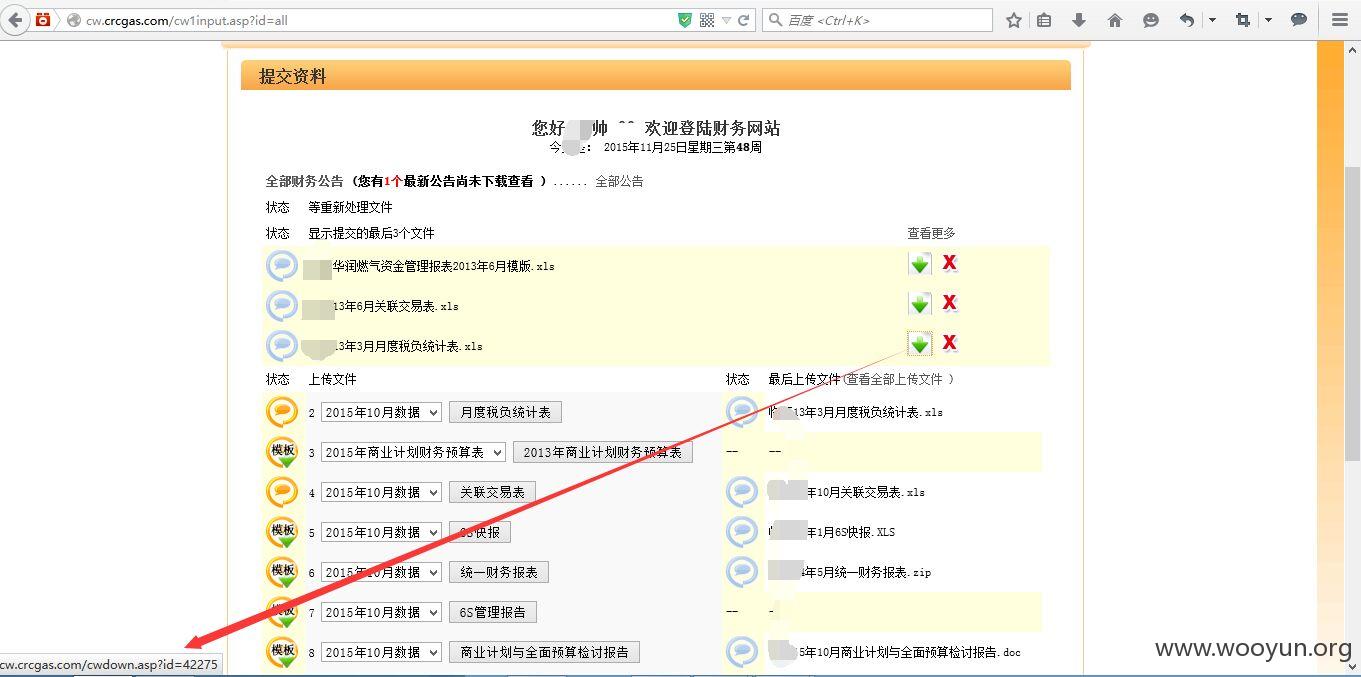 cw.crcgas.com/cw1input.asp?id=all
百度 <Ctrl+K>
提交资料
您好 帅 ^^ 欢迎登陆财务网站
今 : 2015年11月25日星期三第48周
全部财务公告 (您有1个最新公告尚未下载查看 )...... 全部公告
状态 等重新处理文件
状态 显示提交的最后3个文件 查看更多
华润燃气资金管理报表2013年6月模版.xls
13年6月关联交易表.xls
13年3月月度税负统计表.xls
状态 上传文件 状态 最后上传文件(查看全部上传文件 )
2 2015年10月数据 月度税负统计表 13年3月月度税负统计表.xls
模板 3 2015年商业计划财务预算表 2013年商业计划财务预算表 -- --
4 2015年10月数据 关联交易表 年10月关联交易表.xls
模板 5 2015年10月数据 6S快报 年1月6S快报.XLS
模板 6 2015年10月数据 统一财务报表 年5月统一财务报表.zip
模板 7 2015年10月数据 6S管理报告 -- -
模板 8 2015年10月数据 商业计划与全面预算检讨报告 5年10月商业计划与全面预算检讨报告.doc
cw.crcgas.com/cwdown.asp?id=42275
www.wooyun.org